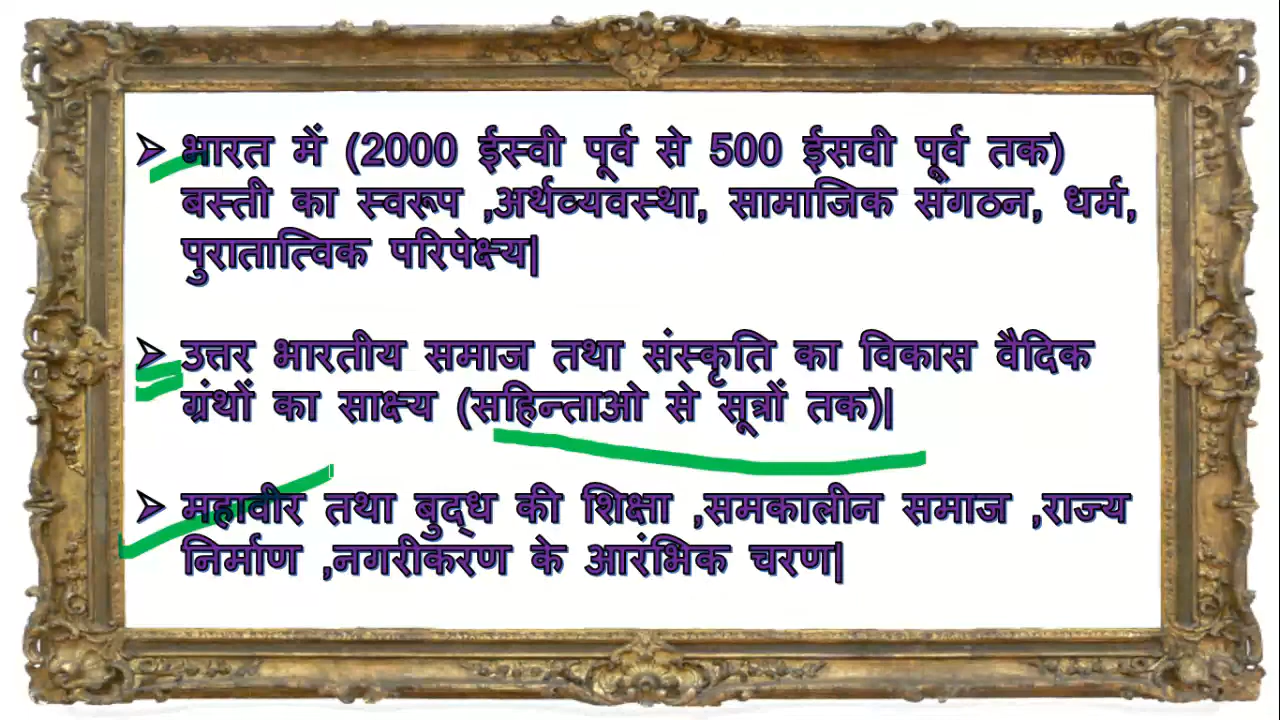 भारत में (2000 ईस्वी पूर्व से 500 ईसवी पूर्व तक)
बस्ती का स्वरूप ,अर्थव्यवस्था, सामाजिक संगठन, धर्म,
पुरातात्विक परिपेक्ष्य|
उत्तर भारतीय समाज तथा संस्कृति का विकास वैदिक
ग्रंथों का साक्ष्य (सहिन्ताओ से सूत्रों तक)|
महावीर तथा बुद्ध की शिक्षा ,समकालीन समाज ,राज्य
निर्माण ,नगरीकरण के आरंभिक चरण|